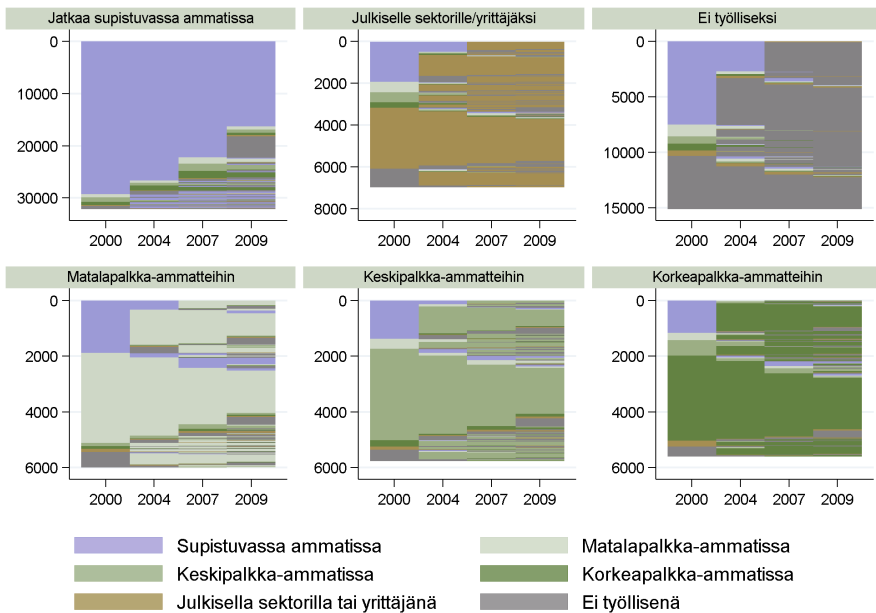 Jatkaa supistuvassa ammatissa
Julkiselle sektorille/yrittäjäksi
Ei työlliseksi
0
10000
20000
30000
2000 2004 2007 2009
0
2000
4000
6000
8000
2000 2004 2007 2009
0
5000
10000
15000
2000 2004 2007 2009
Matalapalkka-ammatteihin
Keskipalkka-ammatteihin
Korkeapalkka-ammatteihin
0
2000
4000
6000
2000 2004 2007 2009
0
2000
4000
6000
2000 2004 2007 2009
0
2000
4000
6000
2000 2004 2007 2009
Supistuvassa ammatissa
Matalapalkka-ammatissa
Keskipalkka-ammatissa
Korkeapalkka-ammatissa
Julkisella sektorilla tai yrittäjänä
Ei työllisenä